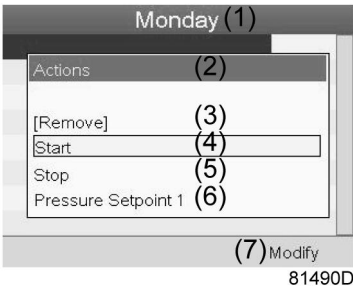 Monday (1)
Actions (2)
[Remove] (3)
Start (4)
Stop (5)
Pressure Setpoint 1 (6)
(7) Modify
81490D